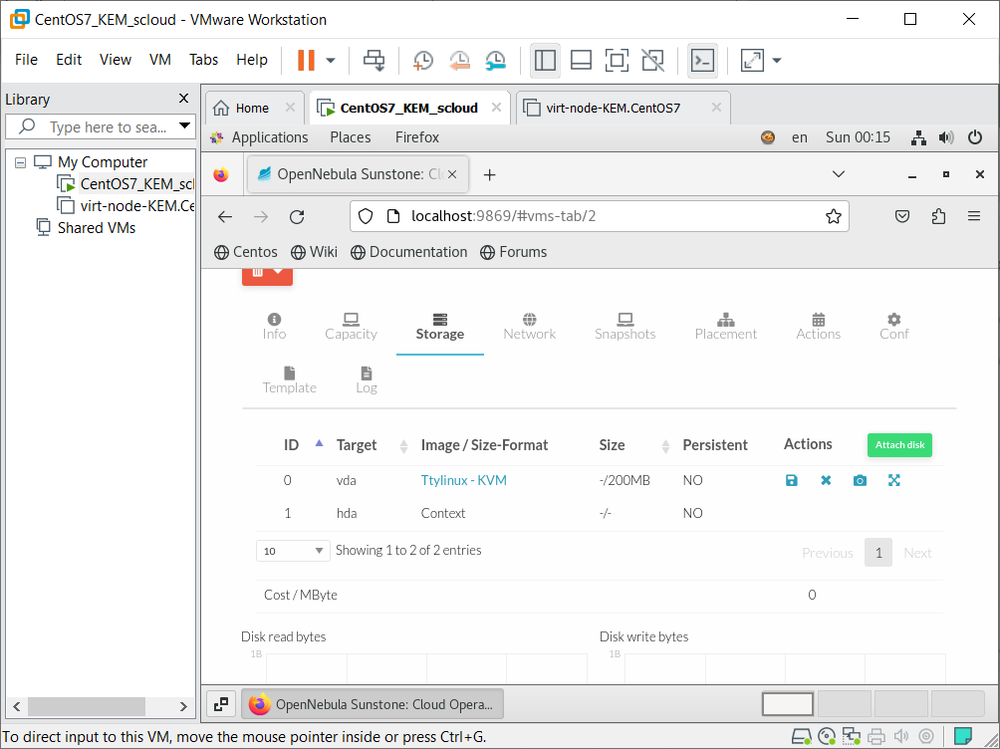 CentOS7_KEM_scloud - VMware Workstation
File Edit View VM Tabs Help
Library
Type here to sea...
My Computer
CentOS7_KEM_scl
virt-node-KEM.Ce
Shared VMs
Home CentOS7_KEM_scloud virt-node-KEM.CentOS7
Applications Places Firefox en Sun 00:15
OpenNebula Sunstone: Cl
localhost:9869/#vms-tab/2
Centos Wiki Documentation Forums
Info Capacity Storage Network Snapshots Placement Actions Conf
Template Log
ID Target Image / Size-Format Size Persistent Actions Attach disk
0 vda Ttylinux - KVM -/200MB NO
1 hda Context -/- NO
10 Showing 1 to 2 of 2 entries Previous 1 Next
Cost / MByte 0
Disk read bytes Disk write bytes
1B 1B
OpenNebula Sunstone: Cloud Opera...
To direct input to this VM, move the mouse pointer inside or press Ctrl+G.